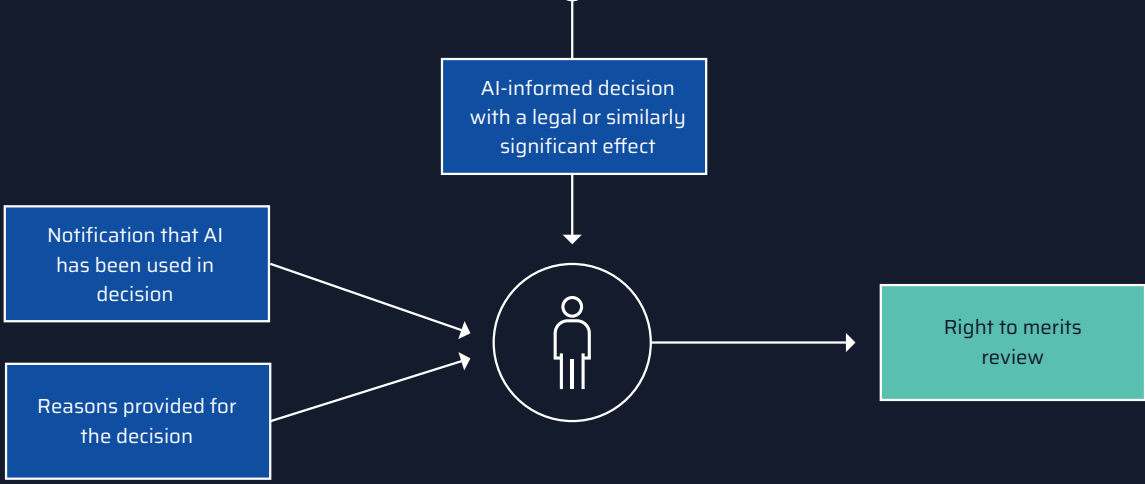 AI-informed decision
with a legal or similarly
significant effect
Notification that AI
has been used in
decision
Reasons provided for
the decision
Right to merits
review